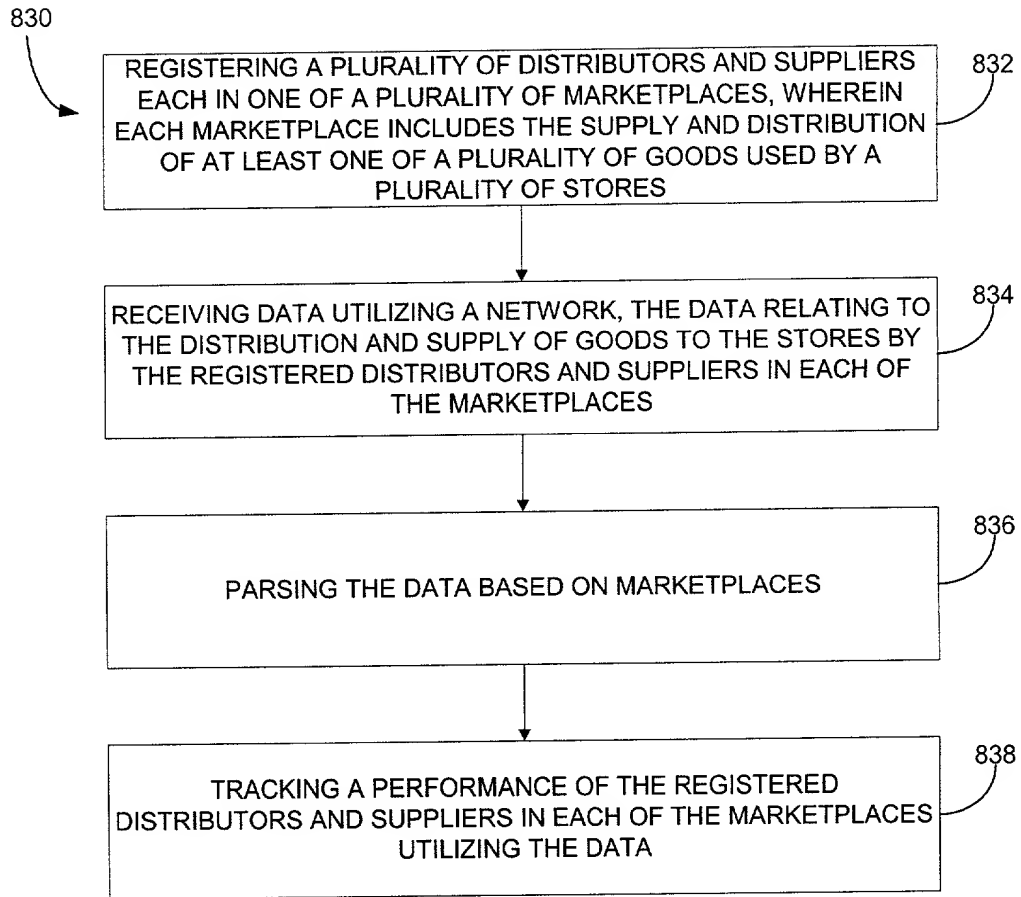 830
REGISTERING A PLURALITY OF DISTRIBUTORS AND SUPPLIERS
EACH IN ONE OF A PLURALITY OF MARKETPLACES, WHEREIN
EACH MARKETPLACE INCLUDES THE SUPPLY AND DISTRIBUTION
OF AT LEAST ONE OF A PLURALITY OF GOODS USED BY A
PLURALITY OF STORES
832
RECEIVING DATA UTILIZING A NETWORK, THE DATA RELATING TO
THE DISTRIBUTION AND SUPPLY OF GOODS TO THE STORES BY
THE REGISTERED DISTRIBUTORS AND SUPPLIERS IN EACH OF
THE MARKETPLACES
834
PARSING THE DATA BASED ON MARKETPLACES
836
TRACKING A PERFORMANCE OF THE REGISTERED
DISTRIBUTORS AND SUPPLIERS IN EACH OF THE MARKETPLACES
UTILIZING THE DATA
838